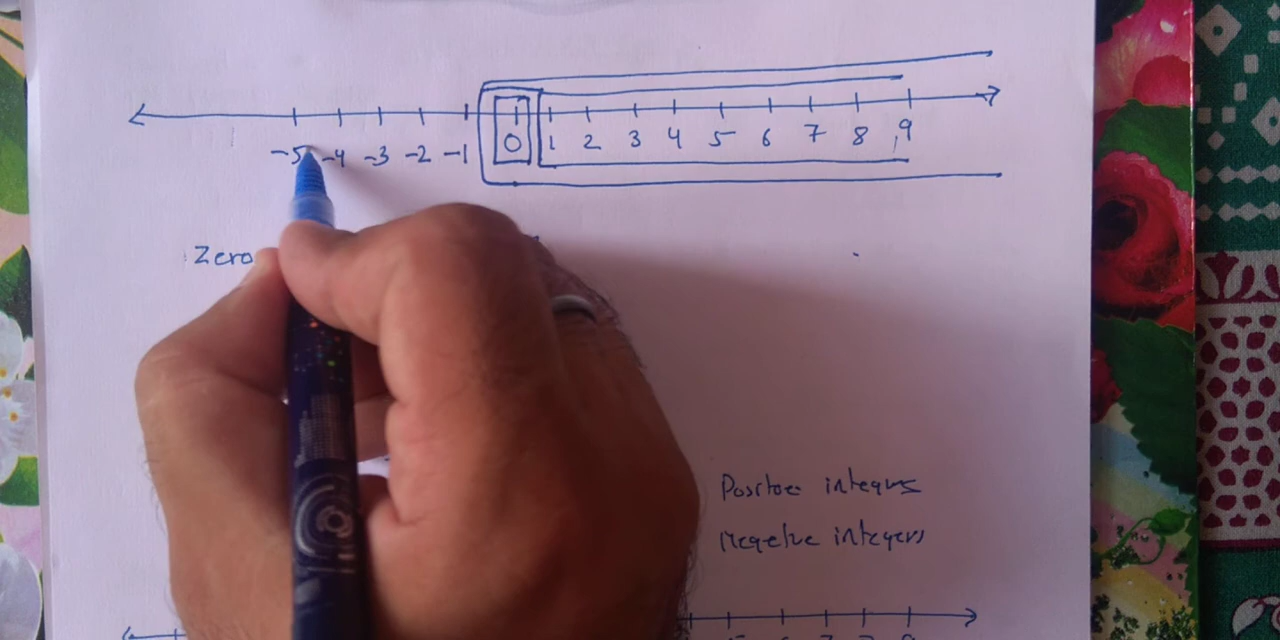 -5 -4 -3 -2 -1 0 1 2 3 4 5 6 7 8 9
Zero
Positive integers
Negative integers